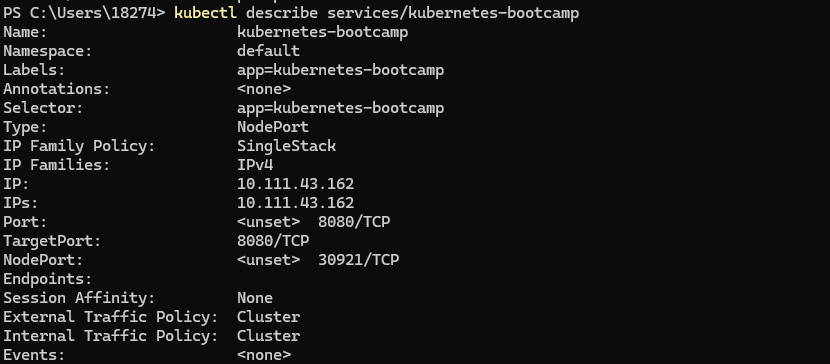 PS C:\Users\18274> kubectl describe services/kubernetes-bootcamp
Name:                     kubernetes-bootcamp
Namespace:                default
Labels:                   app=kubernetes-bootcamp
Annotations:              <none>
Selector:                 app=kubernetes-bootcamp
Type:                     NodePort
IP Family Policy:         SingleStack
IP Families:              IPv4
IP:                       10.111.43.162
IPs:                      10.111.43.162
Port:                     <unset>  8080/TCP
TargetPort:               8080/TCP
NodePort:                 <unset>  30921/TCP
Endpoints:
Session Affinity:         None
External Traffic Policy:  Cluster
Internal Traffic Policy:  Cluster
Events:                   <none>